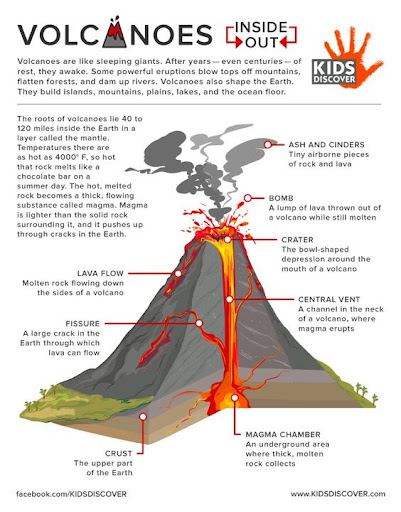 VOLCANOES INSIDE OUT
Volcanoes are like sleeping giants. After years — even centuries — of
rest, they awake. Some powerful eruptions blow tops off mountains,
flatten forests, and dam up rivers. Volcanoes also shape the Earth.
They build islands, mountains, plains, lakes, and the ocean floor.
KIDS
DISCOVER
The roots of volcanoes lie 40 to
120 miles inside the Earth in a
layer called the mantle.
Temperatures there are
as hot as 4000° F, so hot
that rock melts like a
chocolate bar on a
summer day. The hot, melted
rock becomes a thick, flowing
substance called magma. Magma
is lighter than the solid rock
surrounding it, and it pushes up
through cracks in the Earth.
ASH AND CINDERS
Tiny airborne pieces
of rock and lava
BOMB
A lump of lava thrown out of
a volcano while still molten
CRATER
The bowl-shaped
depression around the
mouth of a volcano
LAVA FLOW
Molten rock flowing down
the sides of a volcano
CENTRAL VENT
A channel in the neck
of a volcano, where
magma erupts
FISSURE
A large crack in the
Earth through which
lava can flow
MAGMA CHAMBER
An underground area
where thick, molten
rock collects
CRUST
The upper part
of the Earth
facebook.com/KIDSDISCOVER
www.KIDSDISCOVER.com